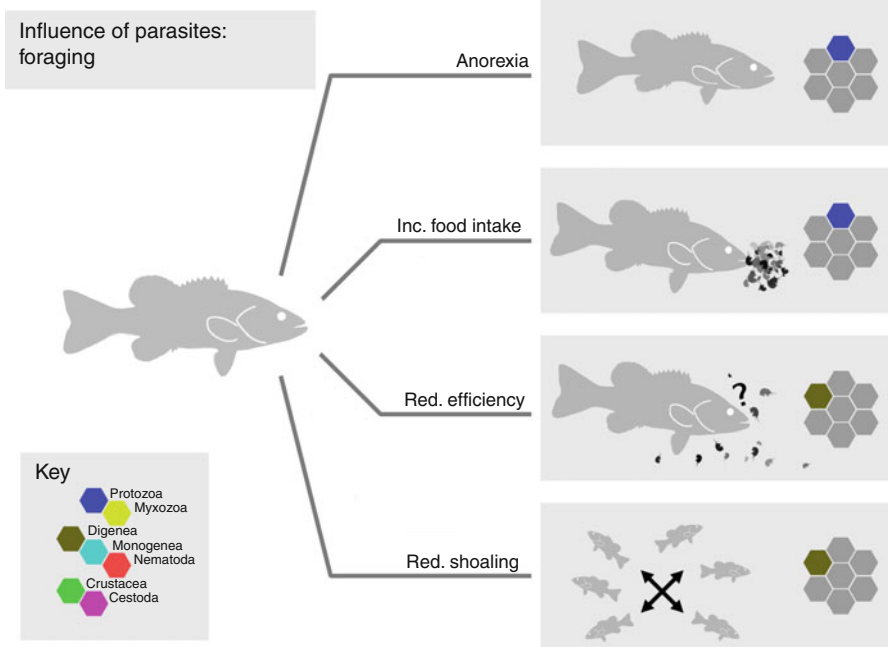 Influence of parasites:
foraging
Anorexia
Inc. food intake
Red. efficiency
?
Red. shoaling
Key
Protozoa
Myxozoa
Digenea
Monogenea
Nematoda
Crustacea
Cestoda